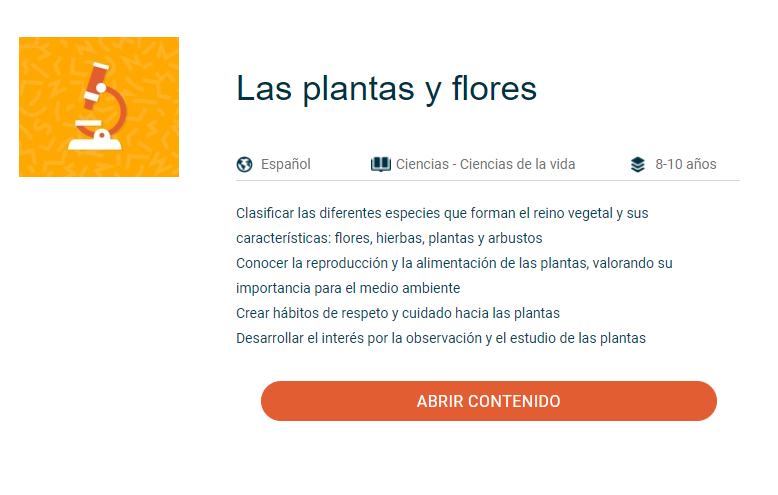 Las plantas y flores
Español Ciencias - Ciencias de la vida 8-10 años
Clasificar las diferentes especies que forman el reino vegetal y sus
características: flores, hierbas, plantas y arbustos
Conocer la reproducción y la alimentación de las plantas, valorando su
importancia para el medio ambiente
Crear hábitos de respeto y cuidado hacia las plantas
Desarrollar el interés por la observación y el estudio de las plantas
ABRIR CONTENIDO